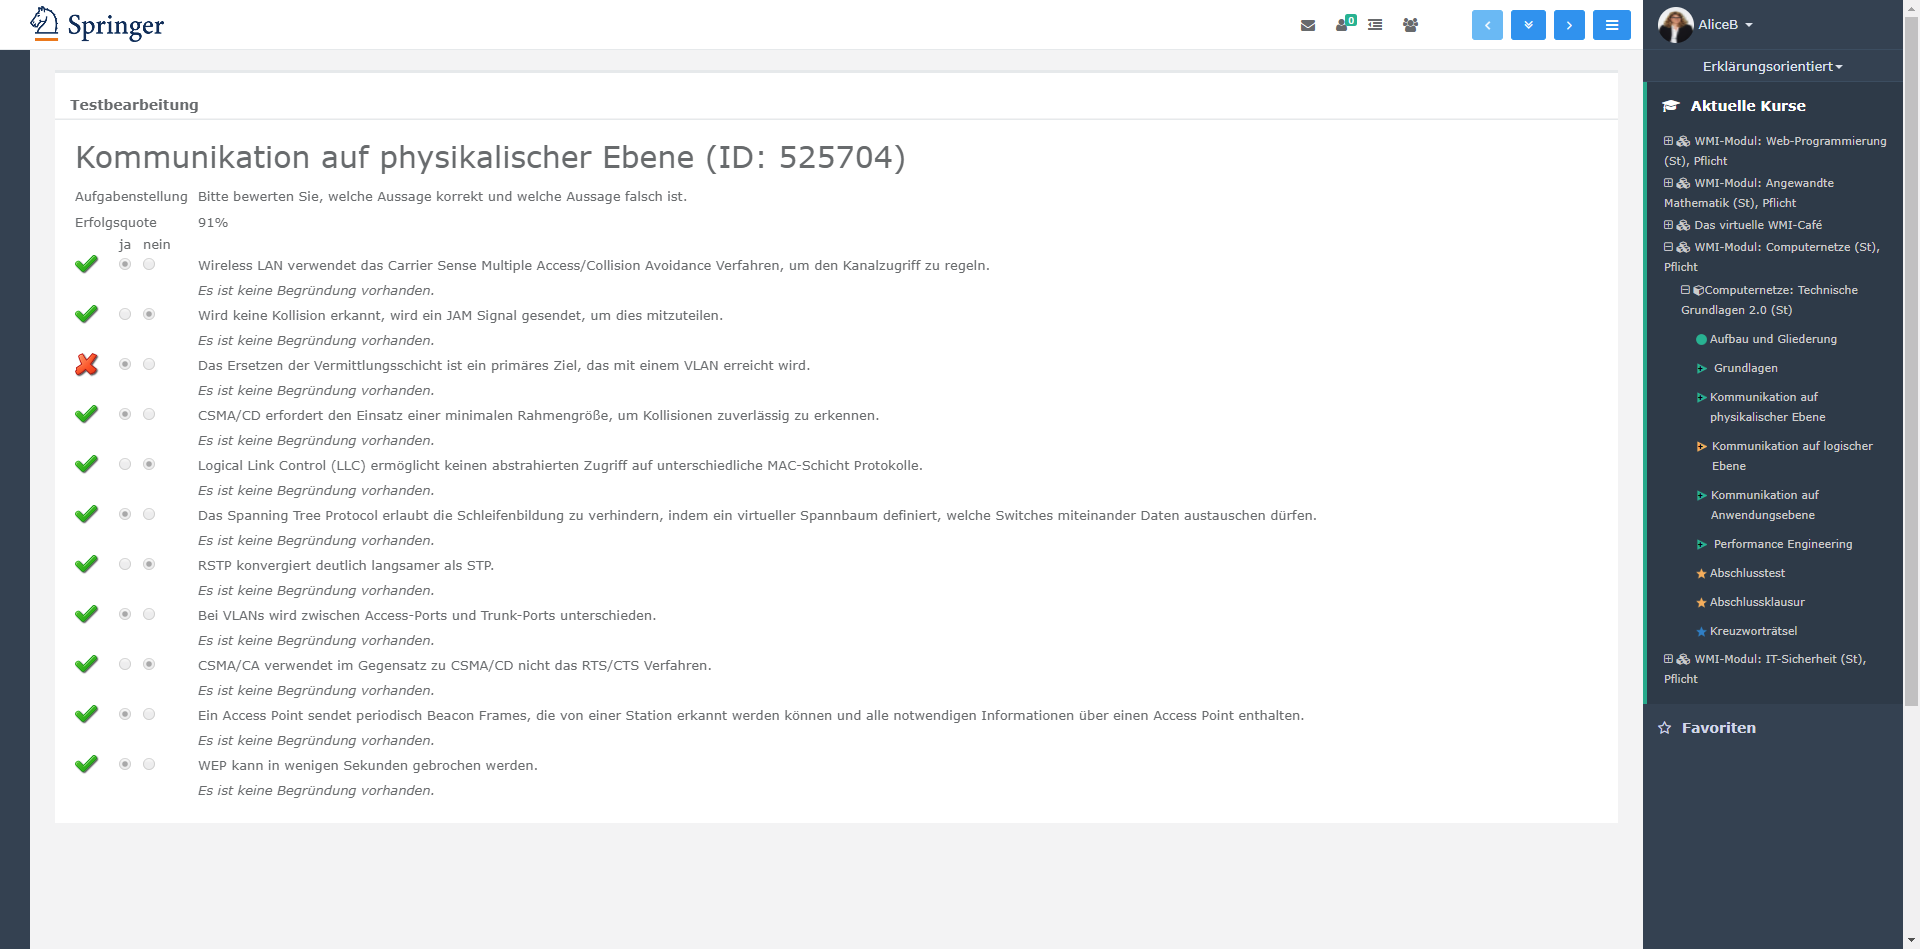 Springer
0
AliceB
Erklärungsorientiert
Aktuelle Kurse
WMI-Modul: Web-Programmierung
(St), Pflicht
WMI-Modul: Angewandte
Mathematik (St), Pflicht
Das virtuelle WMI-Café
WMI-Modul: Computernetze (St),
Pflicht
Computernetze: Technische
Grundlagen 2.0 (St)
Aufbau und Gliederung
Grundlagen
Kommunikation auf
physikalischer Ebene
Kommunikation auf logischer
Ebene
Kommunikation auf
Anwendungsebene
Performance Engineering
Abschlusstest
Abschlussklausur
Kreuzworträtsel
WMI-Modul: IT-Sicherheit (St),
Pflicht
Favoriten
Testbearbeitung
Kommunikation auf physikalischer Ebene (ID: 525704)
Aufgabenstellung Bitte bewerten Sie, welche Aussage korrekt und welche Aussage falsch ist.
Erfolgsquote 91%
ja nein
Wireless LAN verwendet das Carrier Sense Multiple Access/Collision Avoidance Verfahren, um den Kanalzugriff zu regeln.
Es ist keine Begründung vorhanden.
Wird keine Kollision erkannt, wird ein JAM Signal gesendet, um dies mitzuteilen.
Es ist keine Begründung vorhanden.
Das Ersetzen der Vermittlungsschicht ist ein primäres Ziel, das mit einem VLAN erreicht wird.
Es ist keine Begründung vorhanden.
CSMA/CD erfordert den Einsatz einer minimalen Rahmengröße, um Kollisionen zuverlässig zu erkennen.
Es ist keine Begründung vorhanden.
Logical Link Control (LLC) ermöglicht keinen abstrahierten Zugriff auf unterschiedliche MAC-Schicht Protokolle.
Es ist keine Begründung vorhanden.
Das Spanning Tree Protocol erlaubt die Schleifenbildung zu verhindern, indem ein virtueller Spannbaum definiert, welche Switches miteinander Daten austauschen dürfen.
Es ist keine Begründung vorhanden.
RSTP konvergiert deutlich langsamer als STP.
Es ist keine Begründung vorhanden.
Bei VLANs wird zwischen Access-Ports und Trunk-Ports unterschieden.
Es ist keine Begründung vorhanden.
CSMA/CA verwendet im Gegensatz zu CSMA/CD nicht das RTS/CTS Verfahren.
Es ist keine Begründung vorhanden.
Ein Access Point sendet periodisch Beacon Frames, die von einer Station erkannt werden können und alle notwendigen Informationen über einen Access Point enthalten.
Es ist keine Begründung vorhanden.
WEP kann in wenigen Sekunden gebrochen werden.
Es ist keine Begründung vorhanden.